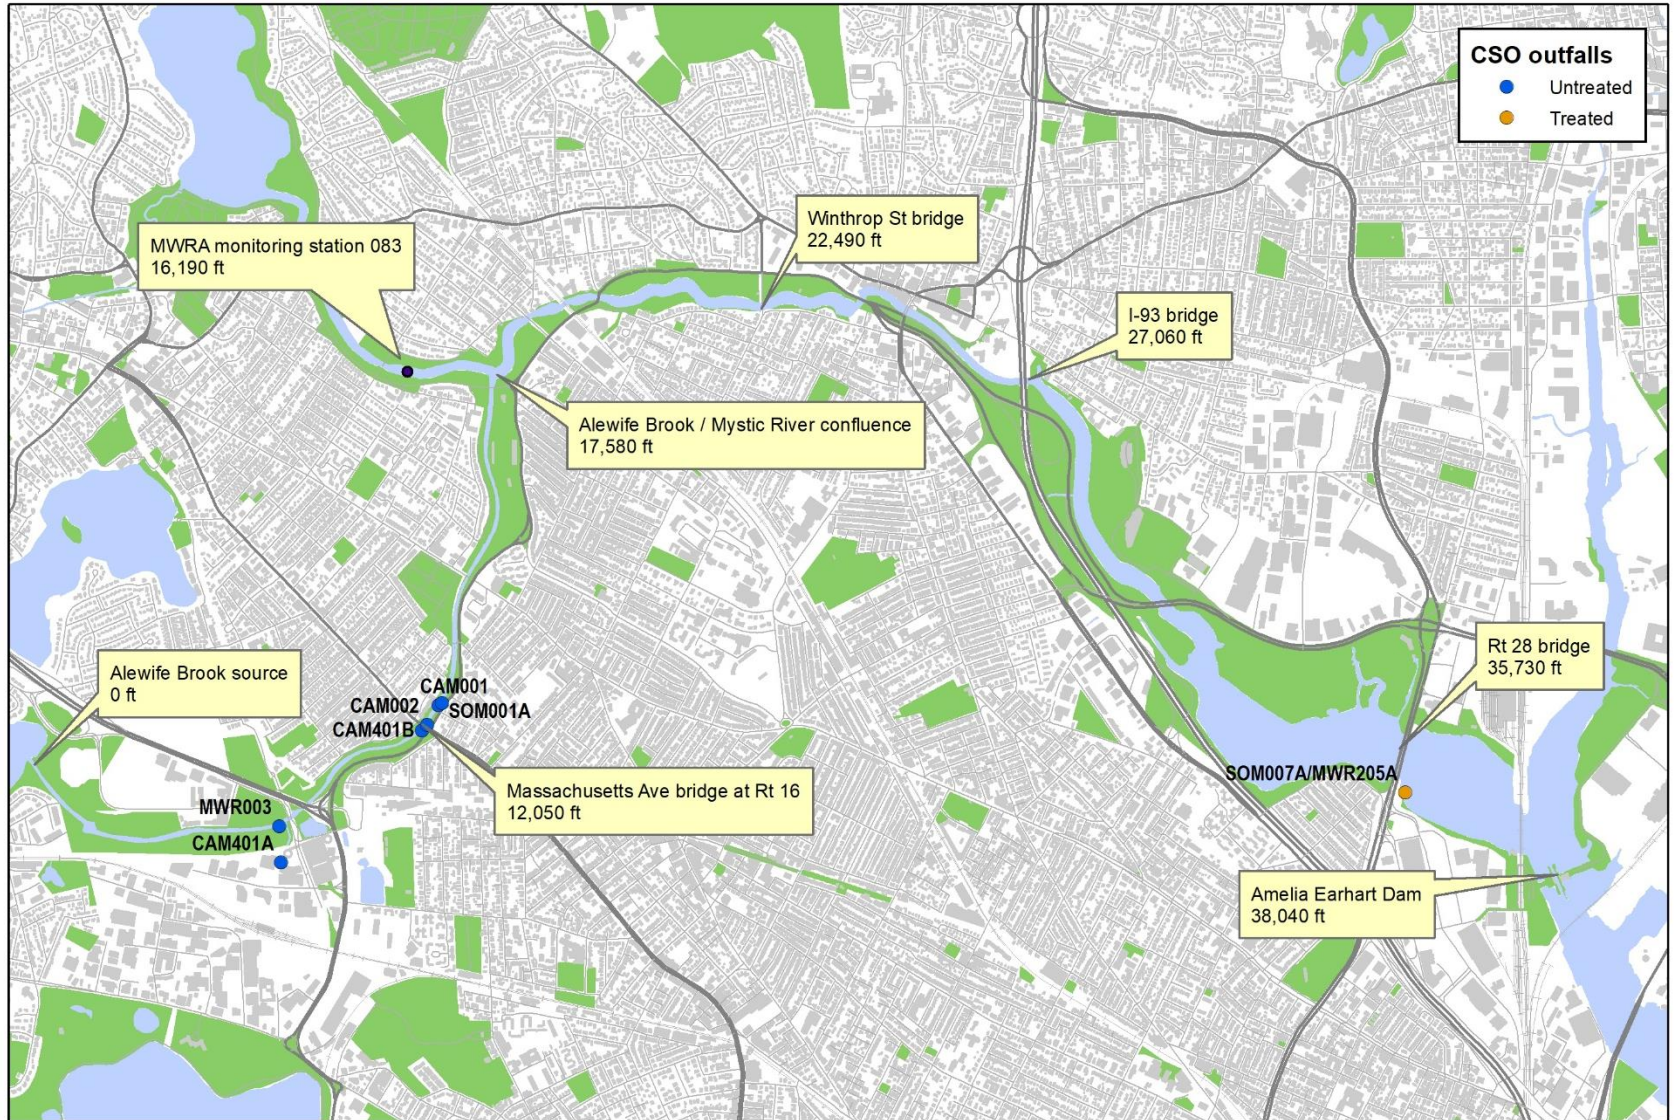 CSO outfalls
Untreated
Treated
Winthrop St bridge
22,490 ft
MWRA monitoring station 083
16,190 ft
I-93 bridge
27,060 ft
Alewife Brook / Mystic River confluence
17,580 ft
Rt 28 bridge
35,730 ft
Alewife Brook source
0 ft
CAM001
CAM002
SOM001A
CAM401B
Massachusetts Ave bridge at Rt 16
12,050 ft
SOM007A/MWR205A
MWR003
CAM401A
Amelia Earhart Dam
38,040 ft